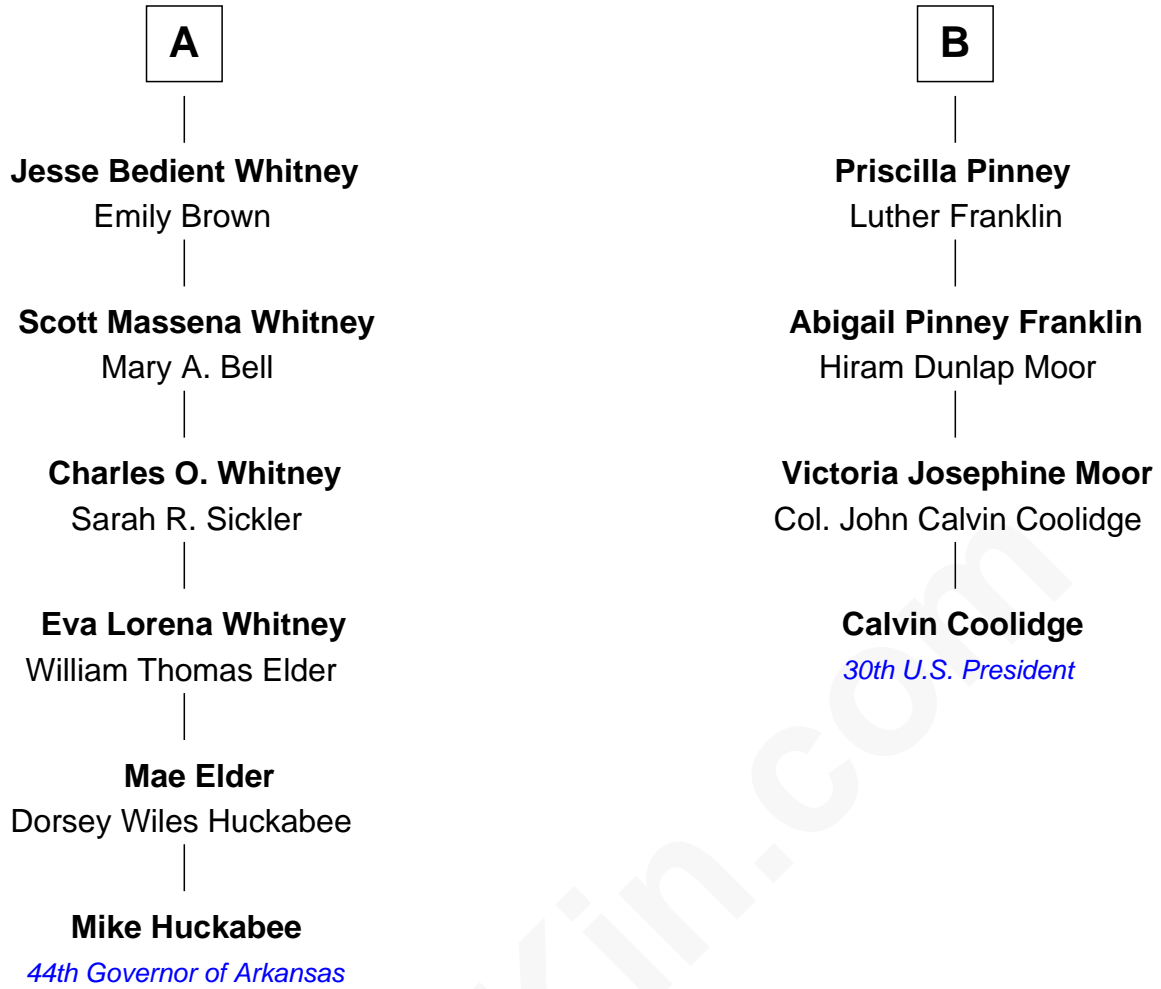 A
Jesse Bedient Whitney
Emily Brown
Scott Massena Whitney
Mary A. Bell
Charles O. Whitney
Sarah R. Sickler
Eva Lorena Whitney
William Thomas Elder
Mae Elder
Dorsey Wiles Huckabee
Mike Huckabee
44th Governor of Arkansas
B
Priscilla Pinney
Luther Franklin
Abigail Pinney Franklin
Hiram Dunlap Moor
Victoria Josephine Moor
Col. John Calvin Coolidge
Calvin Coolidge
30th U.S. President
Kin.com